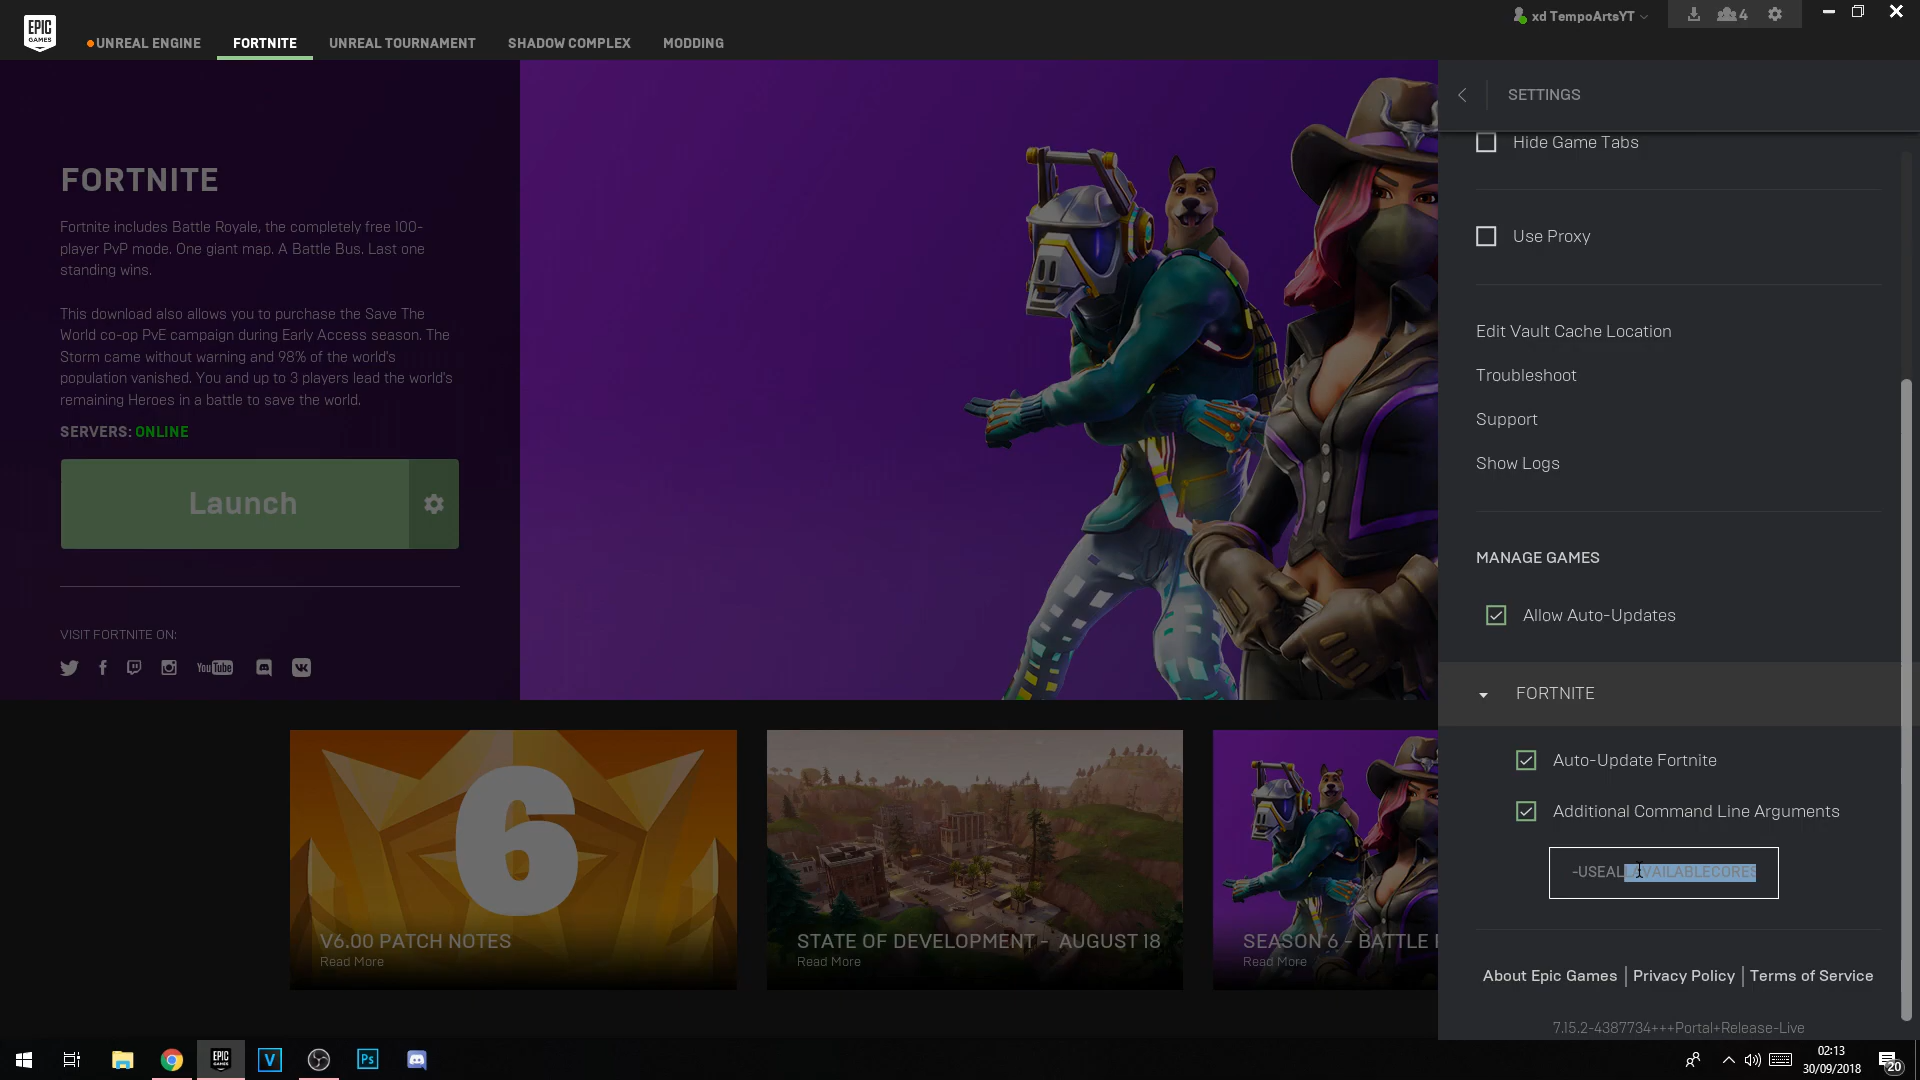 EPIC
GAMES
UNREAL ENGINE
FORTNITE
UNREAL TOURNAMENT
SHADOW COMPLEX
MODDING
xd TempoArtsYT
4
FORTNITE
Fortnite includes Battle Royale, the completely free 100-
player PvP mode. One giant map. A Battle Bus. Last one
standing wins.
This download also allows you to purchase the Save The
World co-op PvE campaign during Early Access season. The
Storm came without warning and 98% of the world's
population vanished. You and up to 3 players lead the world's
remaining Heroes in a battle to save the world.
SERVERS: ONLINE
Launch
VISIT FORTNITE ON:
You Tube
6
V6.00 PATCH NOTES
Read More
STATE OF DEVELOPMENT - AUGUST 18
Read More
SEASON 6 - BATTLE
Read More
SETTINGS
Hide Game Tabs
Use Proxy
Edit Vault Cache Location
Troubleshoot
Support
Show Logs
MANAGE GAMES
Allow Auto-Updates
FORTNITE
Auto-Update Fortnite
Additional Command Line Arguments
-USEALLAVAILABLECORES
About Epic Games | Privacy Policy | Terms of Service
7.15.2-4387734+++Portal+Release-Live
EPIC
GAMES
V
Ps
02:13
30/09/2018
20